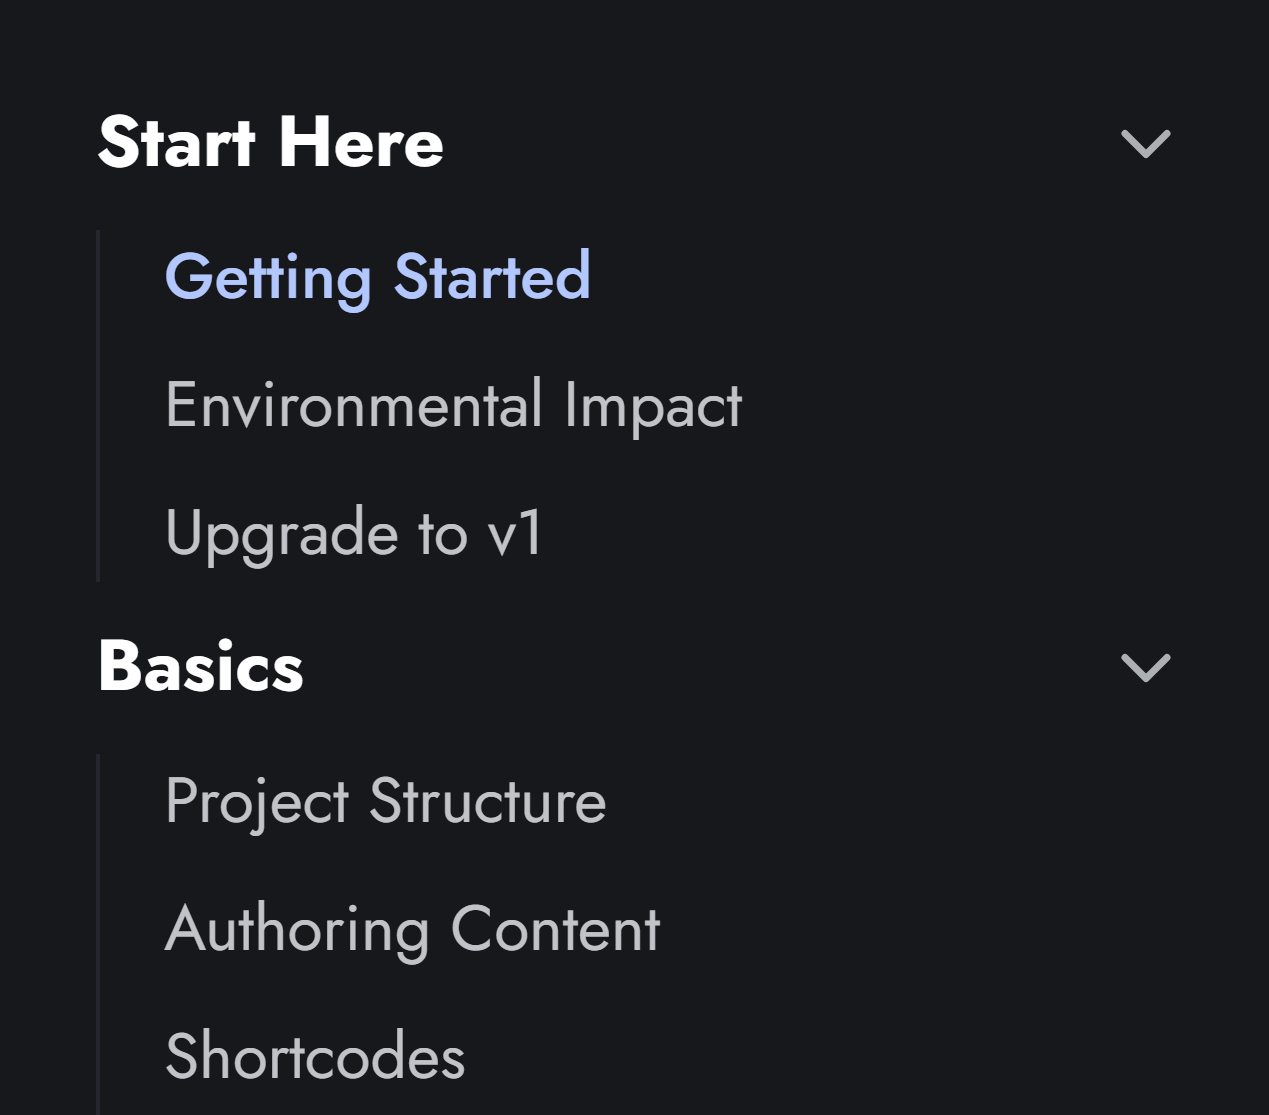 Start Here
Getting Started
Environmental Impact
Upgrade to v1
Basics
Project Structure
Authoring Content
Shortcodes